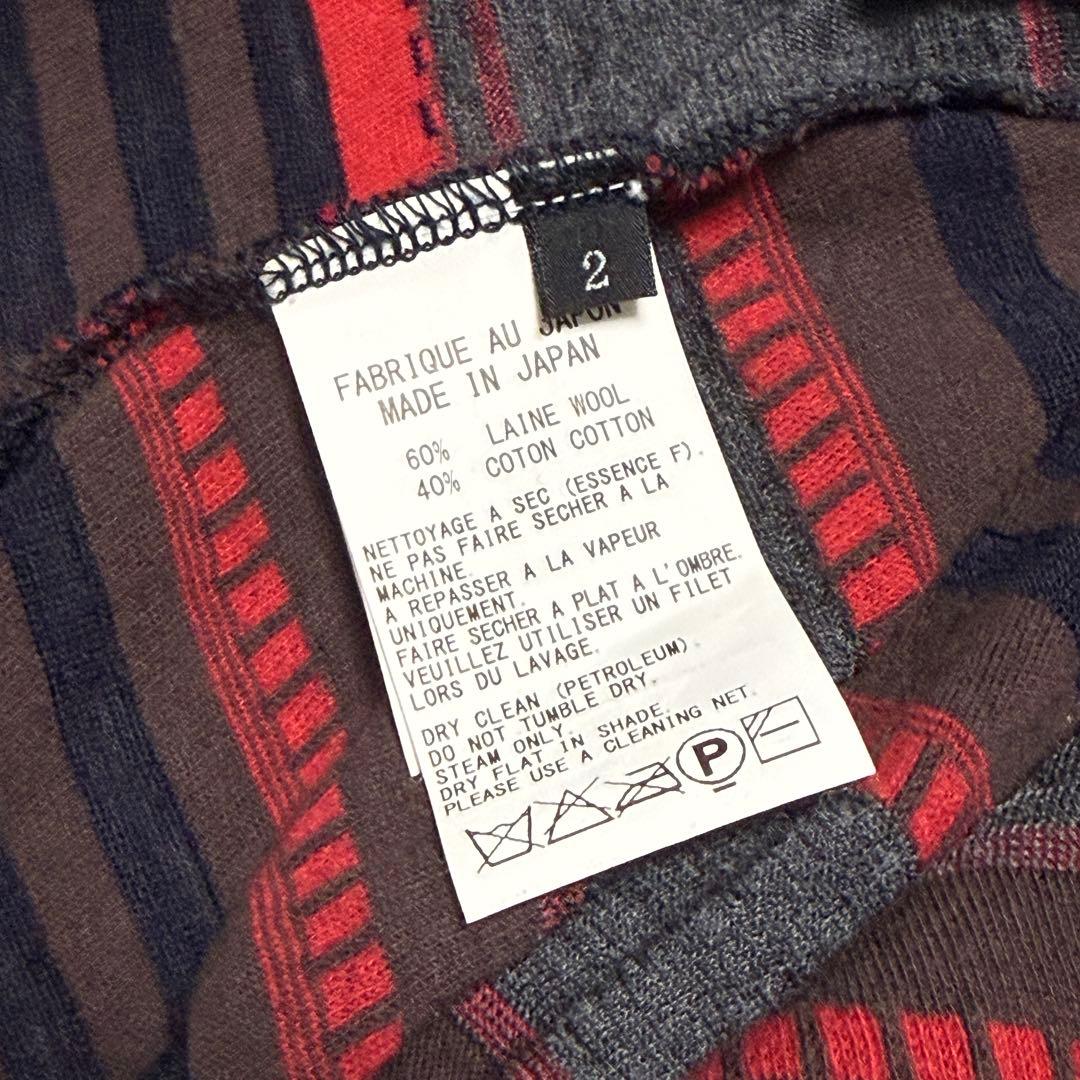 2
FABRIQUE AU JAPON
MADE IN JAPAN
60% LAINE WOOL
40% COTON COTTON
NETTOYAGE A SEC (ESSENCE F).
NE PAS FAIRE SECHER A LA
MACHINE.
A REPASSER A LA VAPEUR
UNIQUEMENT.
FAIRE SECHER A PLAT A L'OMBRE.
VEUILLEZ UTILISER UN FILET
LORS DU LAVAGE.
DRY CLEAN (PETROLEUM).
DO NOT TUMBLE DRY.
STEAM ONLY.
DRY FLAT IN SHADE.
PLEASE USE A CLEANING NET.
P